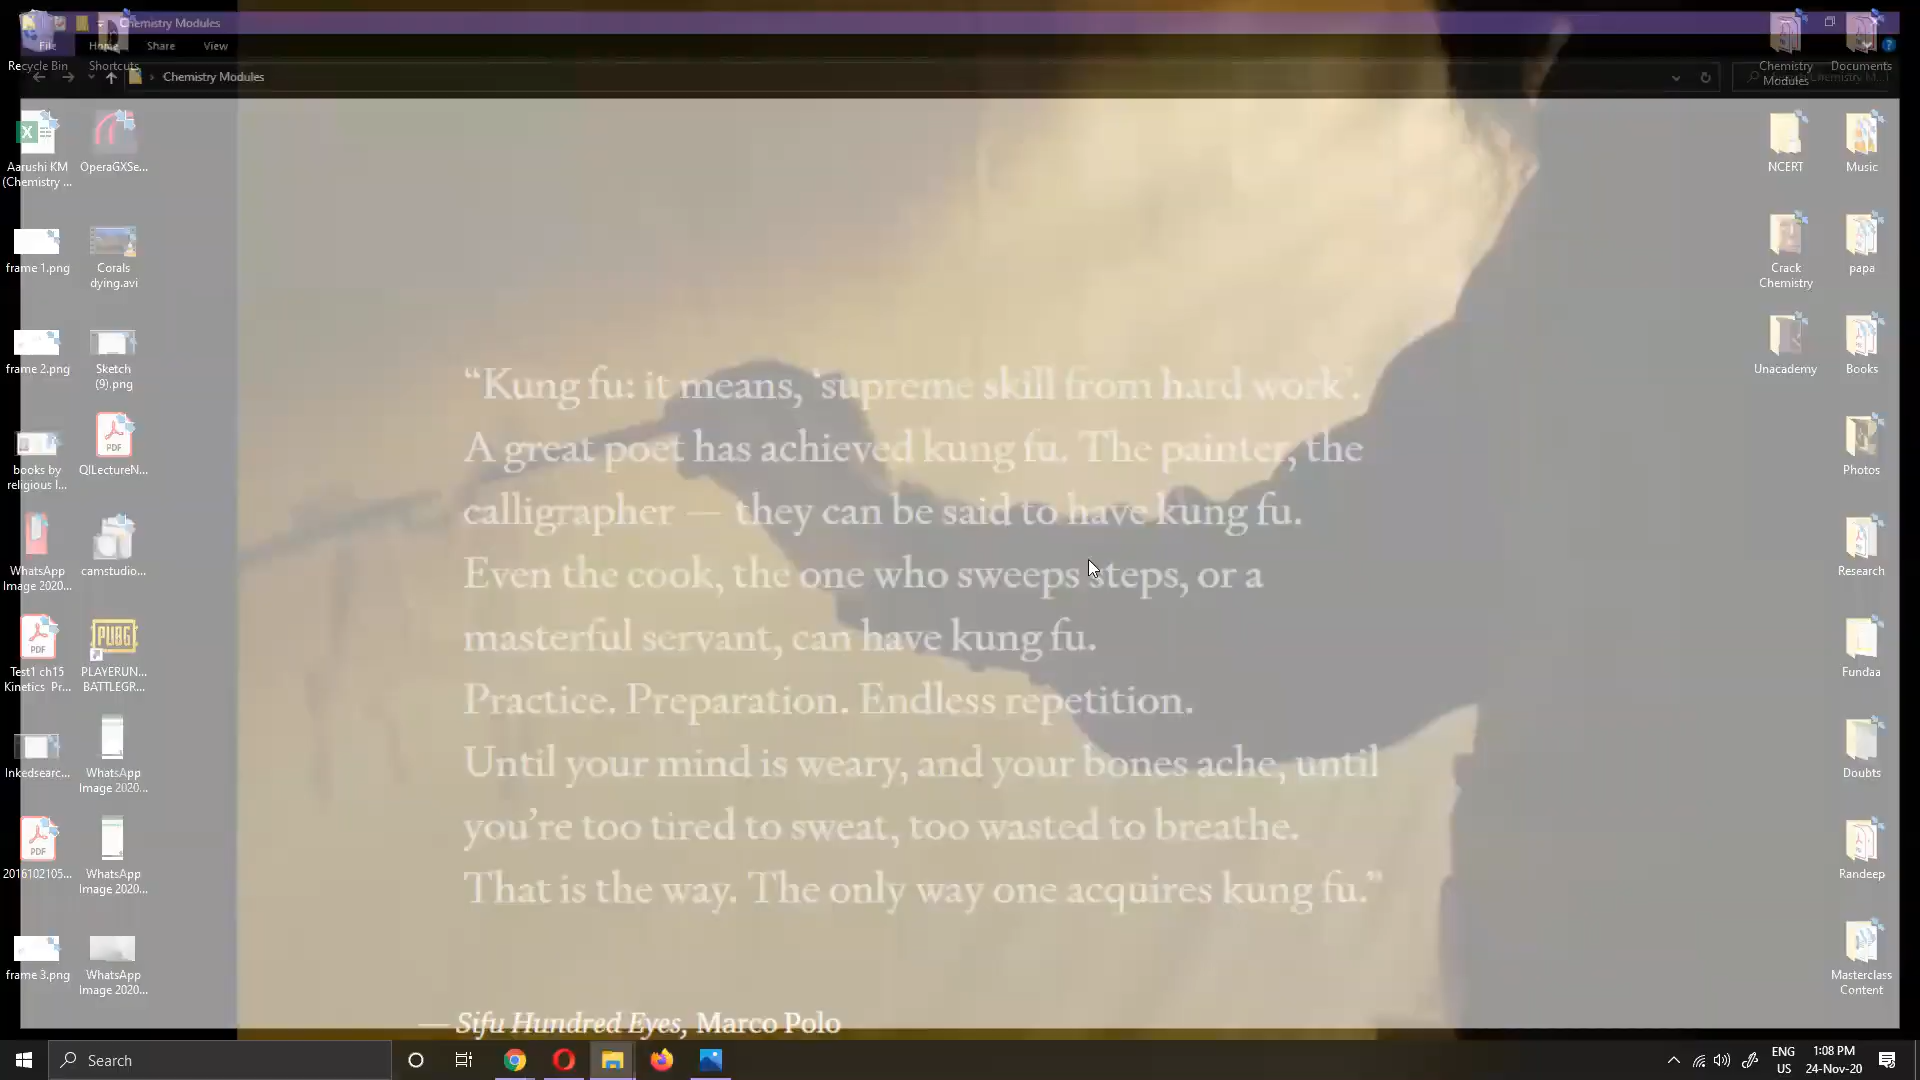 Chemistry Modules
File
Home
Share
View
Recycle Bin
Shortcuts
Chemistry Modules
Chemistry
Modules
Documents
Aarushi KM
(Chemistry ...
OperaGXSe...
NCERT
Music
frame 1.png
Corals
dying.avi
Crack
Chemistry
papa
frame 2.png
Sketch
(9).png
Unacademy
Books
“Kung fu: it means, ‘supreme skill from hard work’.
A great poet has achieved kung fu. The painter, the
calligrapher — they can be said to have kung fu.
Even the cook, the one who sweeps steps, or a
masterful servant, can have kung fu.
Practice. Preparation. Endless repetition.
Until your mind is weary, and your bones ache, until
you’re too tired to sweat, too wasted to breathe.
That is the way. The only way one acquires kung fu.”
— Sifu Hundred Eyes, Marco Polo
books by
religious l...
PDF
QILectureN...
Photos
WhatsApp
Image 2020...
camstudio...
Research
PDF
Test1 ch15
Kinetics Pr...
PUBG
PLAYERUN...
BATTLEGR...
Fundaa
Inkedsearc...
WhatsApp
Image 2020...
Doubts
PDF
2016102105...
WhatsApp
Image 2020...
Randeep
frame 3.png
WhatsApp
Image 2020...
Masterclass
Content
Search
ENG
US
1:08 PM
24-Nov-20